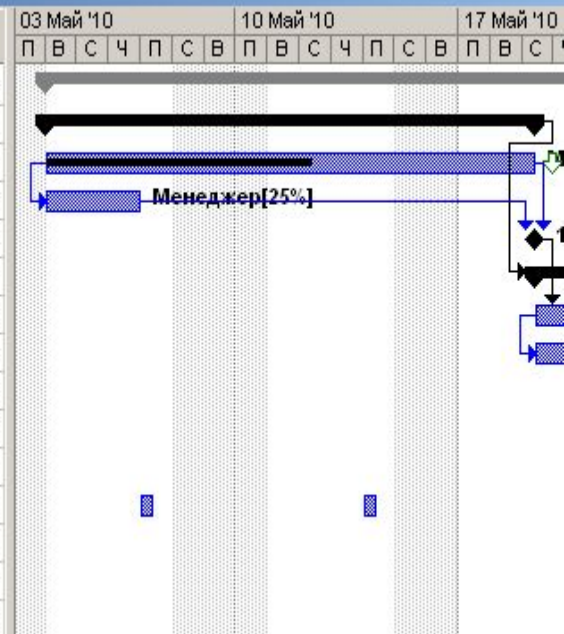 03 Май '10 10 Май '10 17 Май '10
П В С Ч П С В П В С Ч П С В П В С
Менеджер[25%]